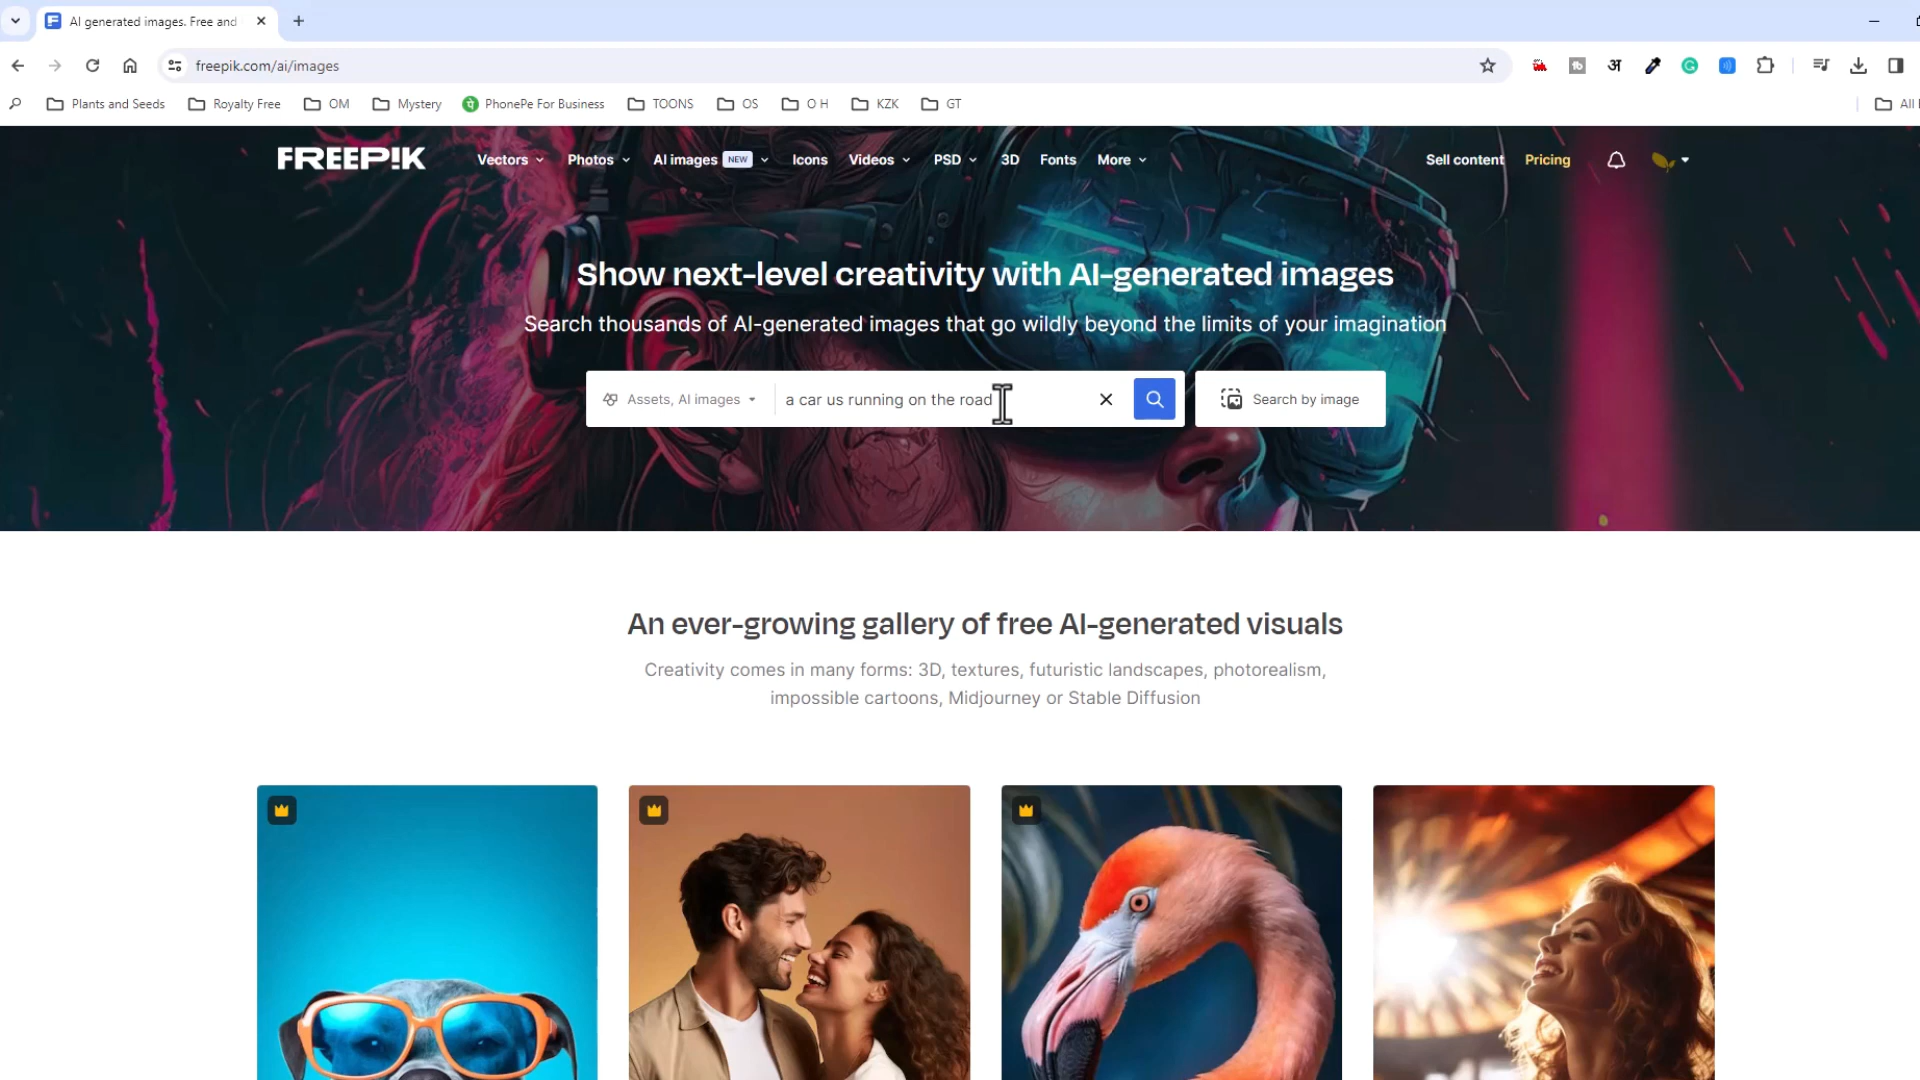 AI generated images. Free and
freepik.com/ai/images
Plants and Seeds
Royalty Free
OM
Mystery
PhonePe For Business
TOONS
OS
O H
KZK
GT
All
FREEPIK
Vectors
Photos
AI images NEW
Icons
Videos
PSD
3D
Fonts
More
Sell content
Pricing
Show next-level creativity with AI-generated images
Search thousands of AI-generated images that go wildly beyond the limits of your imagination
Assets, AI images
a car us running on the road
Search by image
An ever-growing gallery of free AI-generated visuals
Creativity comes in many forms: 3D, textures, futuristic landscapes, photorealism,
impossible cartoons, Midjourney or Stable Diffusion